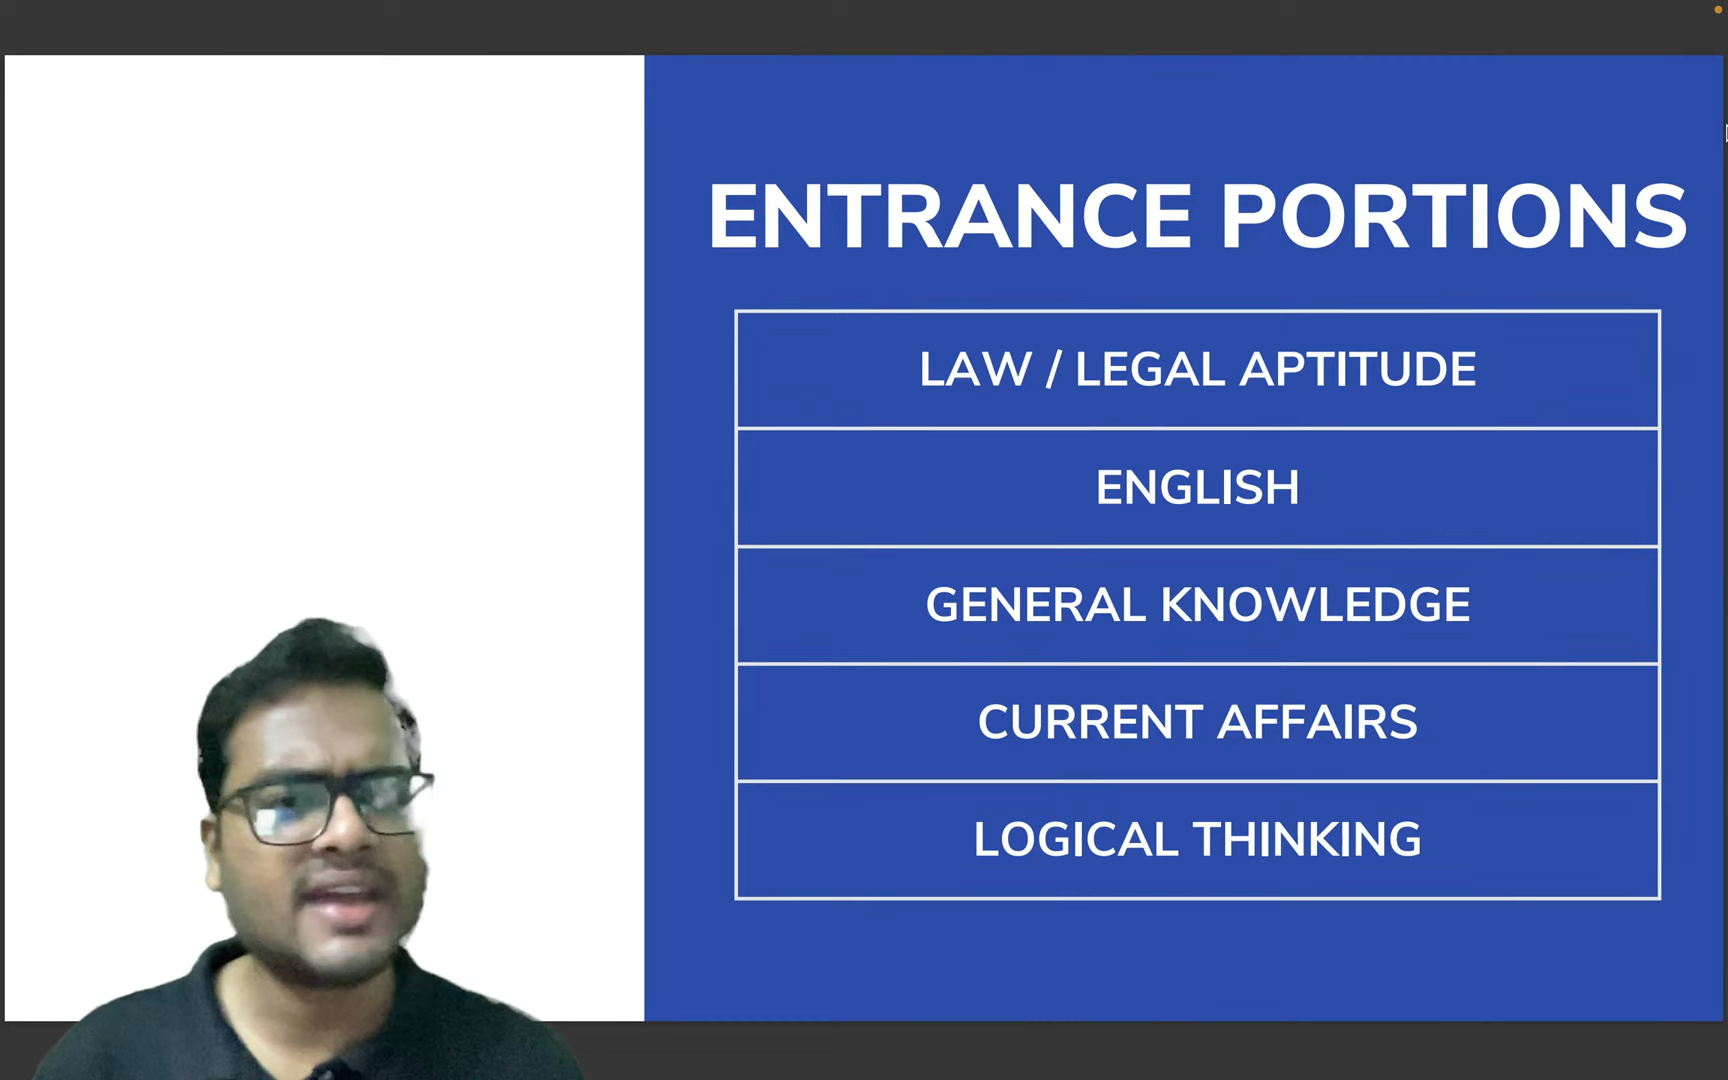 ENTRANCE PORTIONS
LAW / LEGAL APTITUDE
ENGLISH
GENERAL KNOWLEDGE
CURRENT AFFAIRS
LOGICAL THINKING